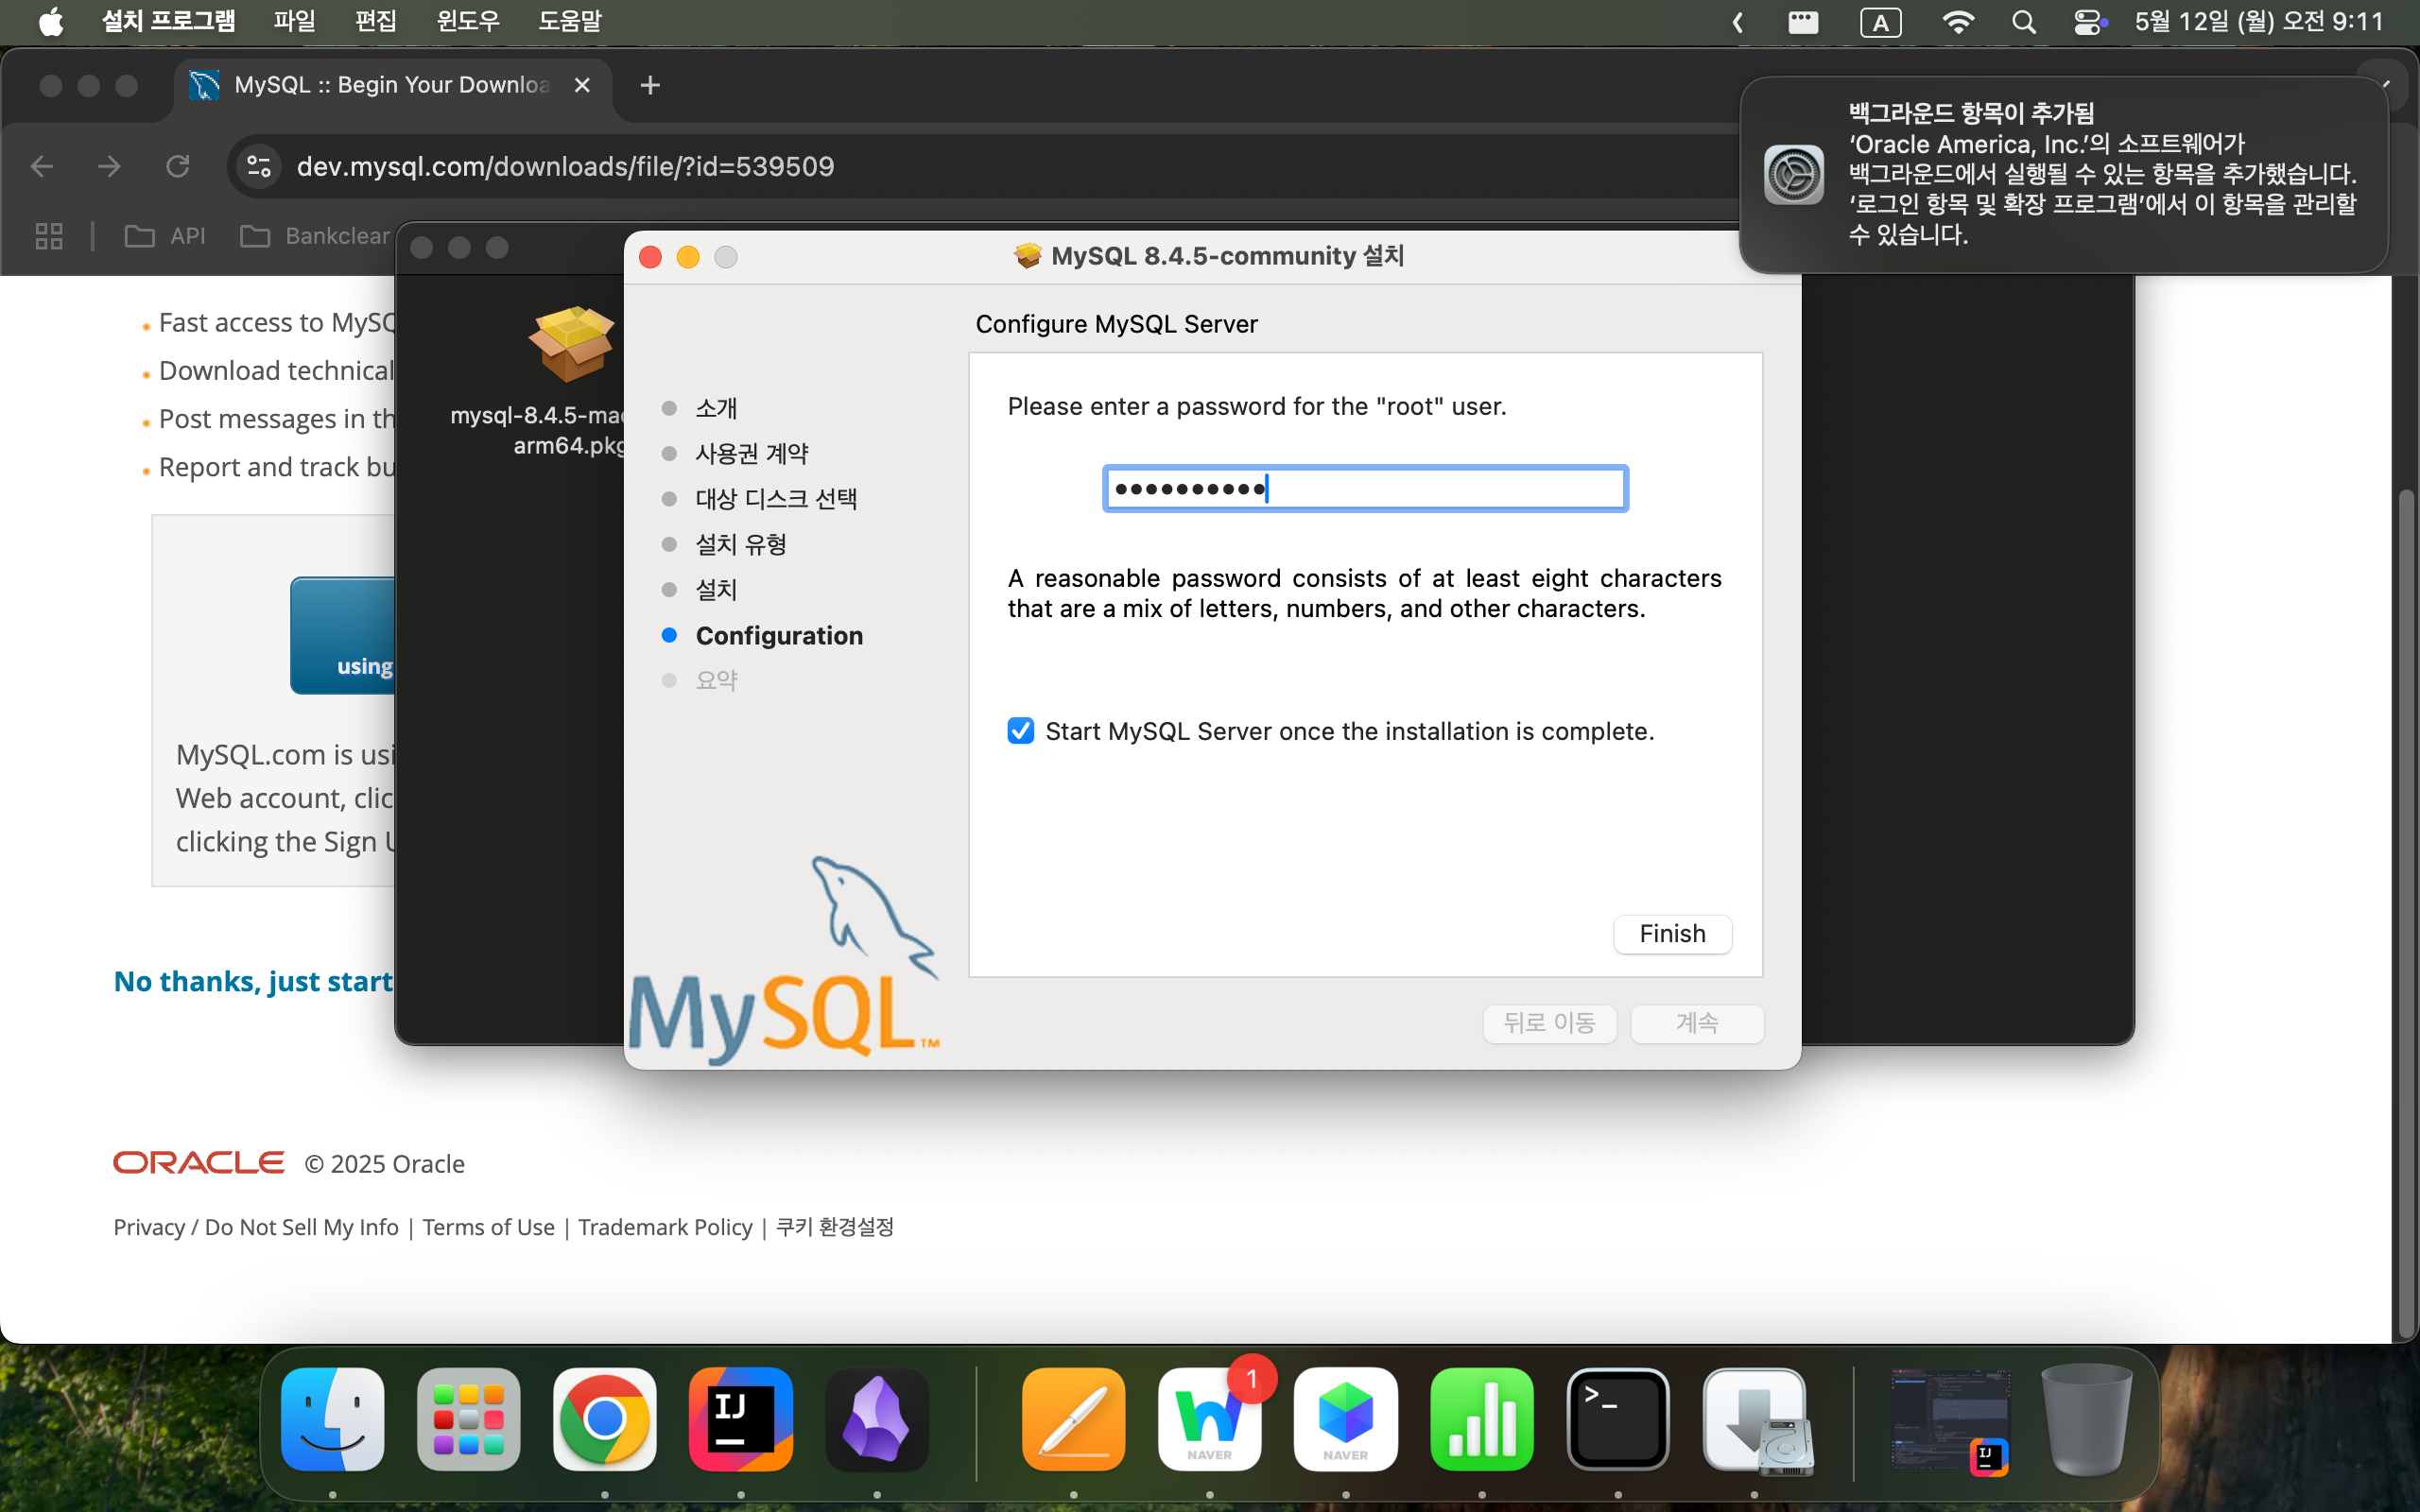 설치 프로그램 파일 편집 윈도우 도움말
A 5월 12일 (월) 오전 9:11
MySQL :: Begin Your Downloa
dev.mysql.com/downloads/file/?id=539509
API Bankclear
백그라운드 항목이 추가됨
‘Oracle America, Inc.’의 소프트웨어가
백그라운드에서 실행될 수 있는 항목을 추가했습니다.
‘로그인 항목 및 확장 프로그램’에서 이 항목을 관리할
수 있습니다.
Fast access to MySQ
Download technical
Post messages in th
Report and track bu
using
MySQL.com is usi
Web account, clic
clicking the Sign U
No thanks, just start
mysql-8.4.5-mac
arm64.pkg
MySQL 8.4.5-community 설치
소개
사용권 계약
대상 디스크 선택
설치 유형
설치
Configuration
요약
MySQL™
Configure MySQL Server
Please enter a password for the "root" user.
••••••••••
A reasonable password consists of at least eight characters
that are a mix of letters, numbers, and other characters.
Start MySQL Server once the installation is complete.
Finish
뒤로 이동 계속
ORACLE © 2025 Oracle
Privacy / Do Not Sell My Info | Terms of Use | Trademark Policy | 쿠키 환경설정
IJ
W NAVER
1
NAVER
>_
IJ